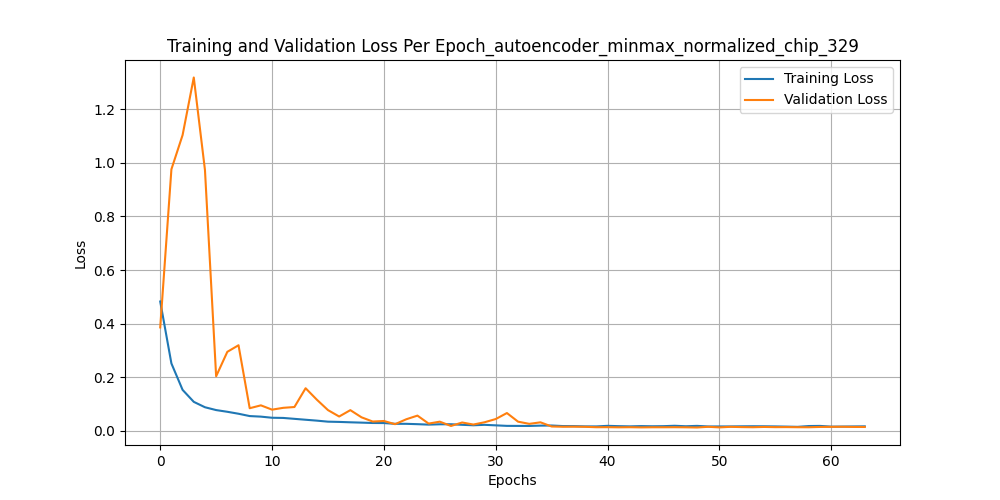 Training and Validation Loss Per Epoch_autoencoder_minmax_normalized_chip_329
Training Loss
Validation Loss
1.2
1.0
0.8
0.6
0.4
0.2
0.0
Loss
0 10 20 30 40 50 60
Epochs